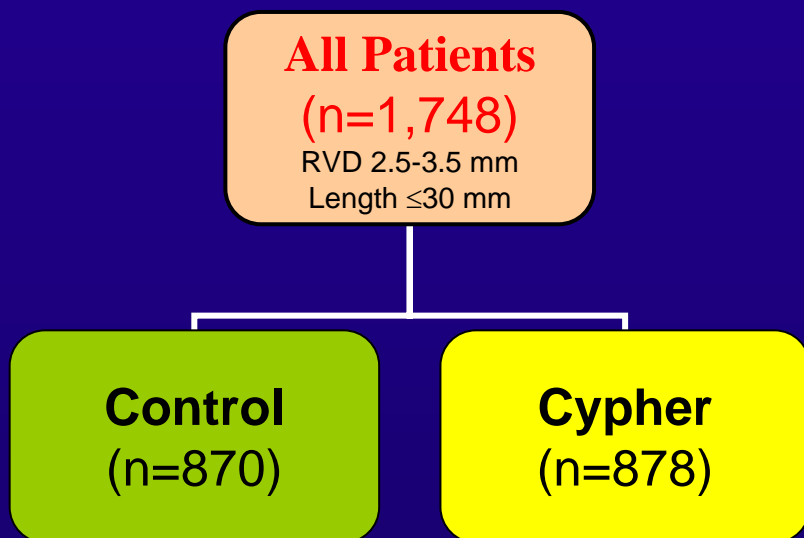 All Patients
(n=1,748)
RVD 2.5-3.5 mm
Length ≤30 mm
Control
(n=870)
Cypher
(n=878)